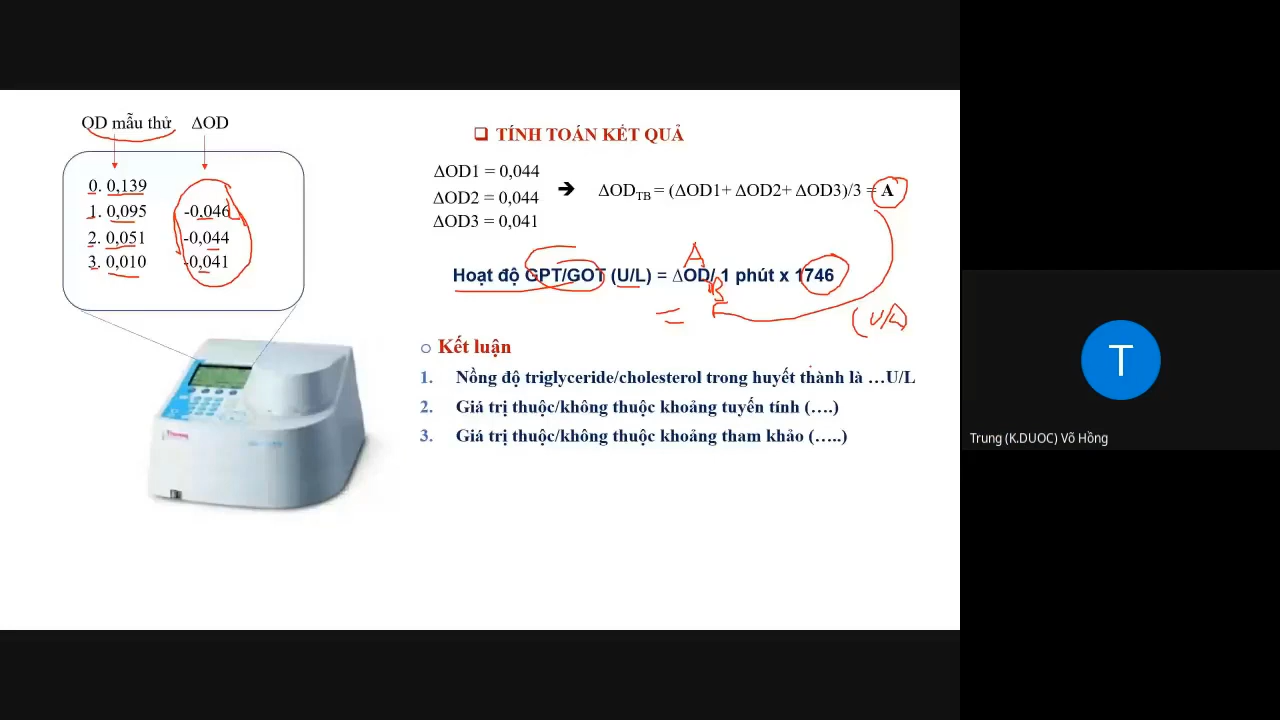 OD mẫu thử ΔOD
0. 0,139
1. 0,095 -0,046
2. 0,051 -0,044
3. 0,010 -0,041
TÍNH TOÁN KẾT QUẢ
ΔOD1 = 0,044
ΔOD2 = 0,044
ΔOD3 = 0,041
➔ ΔODTB = (ΔOD1+ ΔOD2+ ΔOD3)/3 = A
A
Hoạt độ GPT/GOT (U/L) = ΔOD/ 1 phút x 1746
B
= (U/L)
Kết luận
1. Nồng độ triglyceride/cholesterol trong huyết thành là …U/L
2. Giá trị thuộc/không thuộc khoảng tuyến tính (….)
3. Giá trị thuộc/không thuộc khoảng tham khảo (…..)
T
Trung (K.DUOC) Võ Hồng